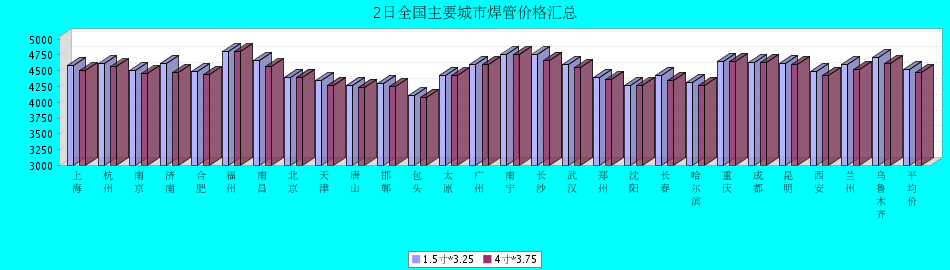 2日全国主要城市焊管价格汇总
5000
4750
4500
4250
4000
3750
3500
3250
3000
上海
杭州
南京
济南
合肥
福州
南昌
北京
天津
唐山
邯郸
包头
太原
广州
南宁
长沙
武汉
郑州
沈阳
长春
哈尔滨
重庆
成都
昆明
西安
兰州
乌鲁木齐
平均价
1.5寸*3.25
4寸*3.75